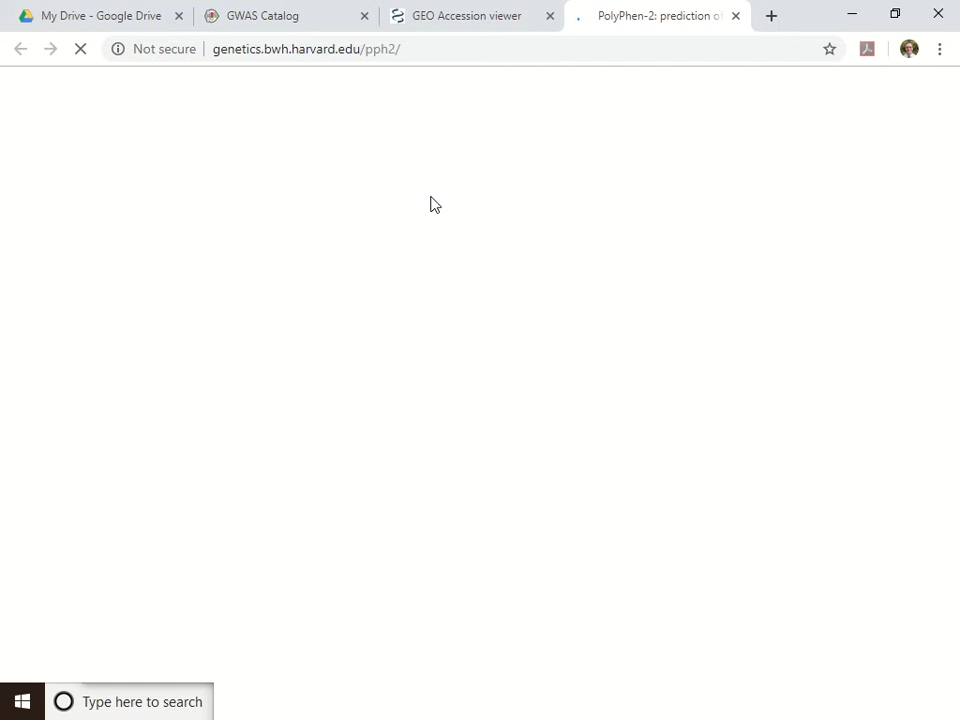 My Drive - Google Drive
GWAS Catalog
GEO Accession viewer
PolyPhen-2: prediction of
Not secure
genetics.bwh.harvard.edu/pph2/
Type here to search